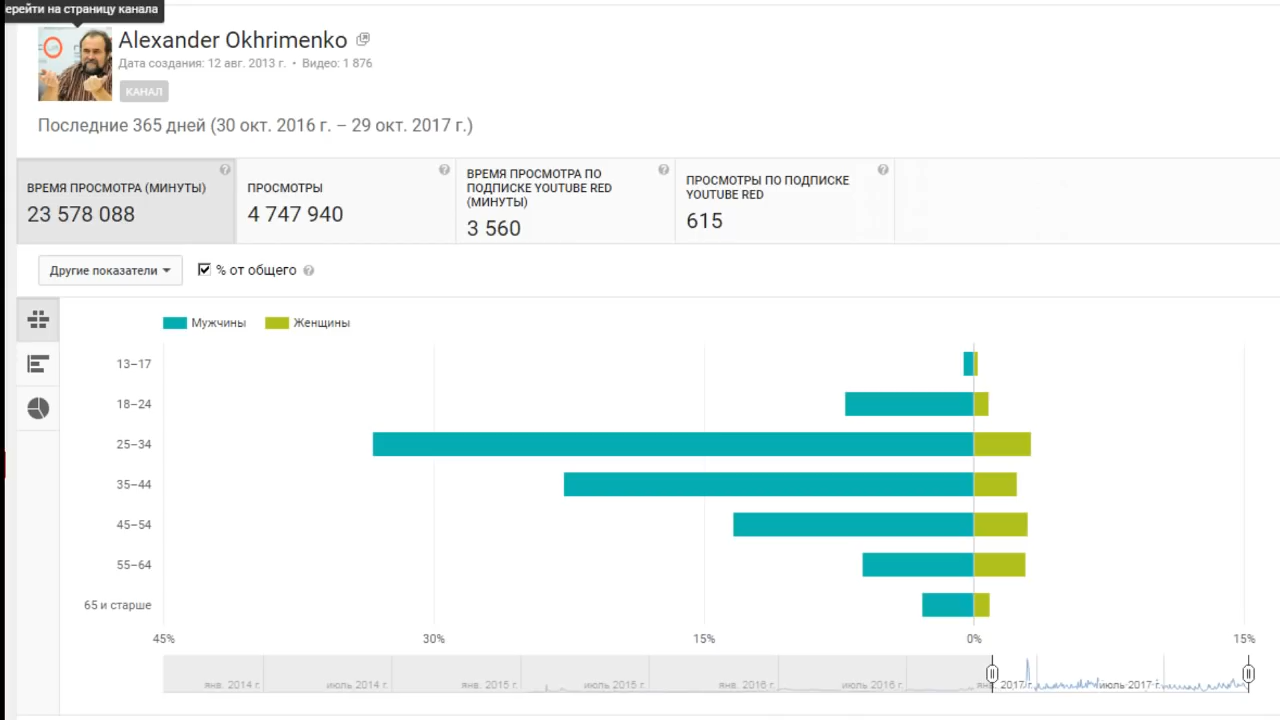 ерейти на страницу канала
Alexander Okhrimenko
Дата создания: 12 авг. 2013 г. • Видео: 1 876
КАНАЛ
Последние 365 дней (30 окт. 2016 г. – 29 окт. 2017 г.)
ВРЕМЯ ПРОСМОТРА (МИНУТЫ)
23 578 088
ПРОСМОТРЫ
4 747 940
ВРЕМЯ ПРОСМОТРА ПО
ПОДПИСКЕ YOUTUBE RED
(МИНУТЫ)
3 560
ПРОСМОТРЫ ПО ПОДПИСКЕ
YOUTUBE RED
615
Другие показатели
% от общего
Мужчины Женщины
13–17
18–24
25–34
35–44
45–54
55–64
65 и старше
45% 30% 15% 0% 15%
янв. 2014 г. июль 2014 г. янв. 2015 г. июль 2015 г. янв. 2016 г. июль 2016 г. янв. 2017 г. июль 2017 г.